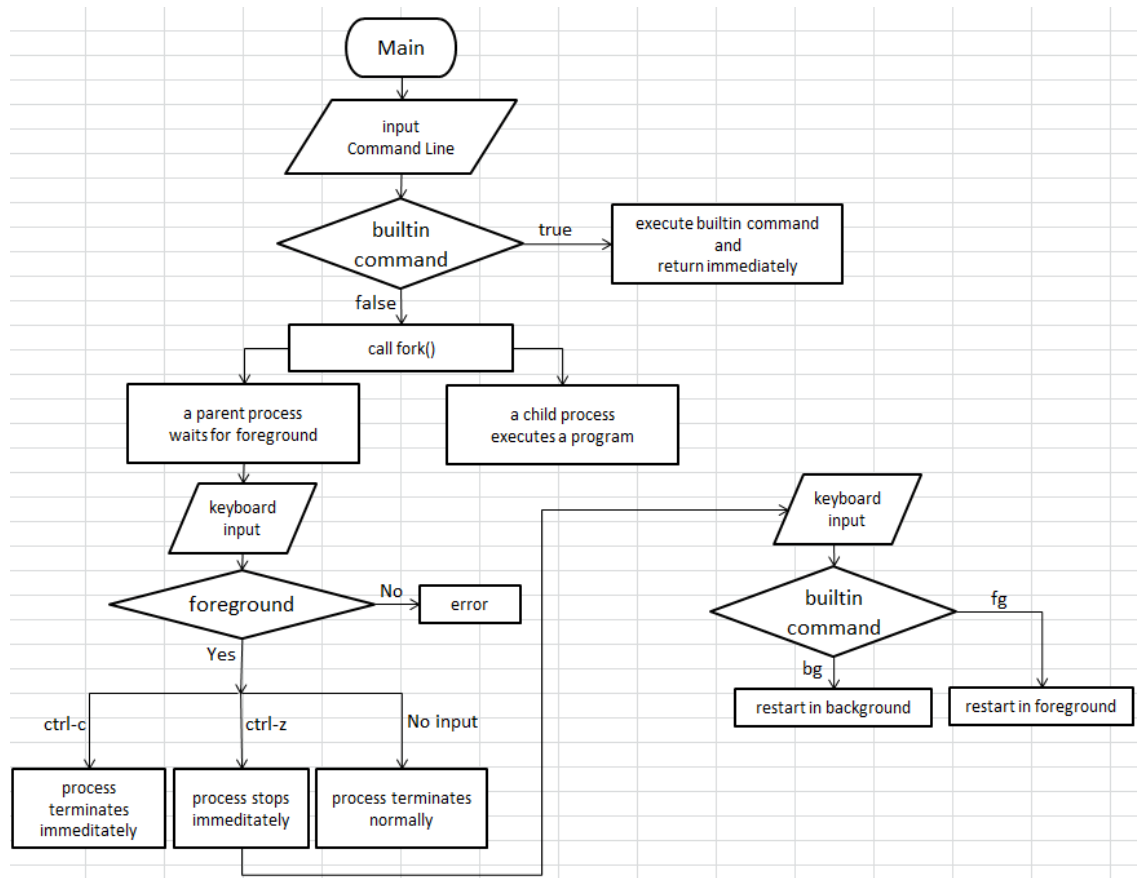 Main
input
Command Line
builtin
command
true
execute builtin command
and
return immediately
false
call fork()
a parent process
waits for foreground
a child process
executes a program
keyboard
input
foreground
No
error
Yes
ctrl-c
ctrl-z
No input
process
terminates
immeditately
process stops
immeditately
process terminates
normally
keyboard
input
builtin
command
fg
bg
restart in background
restart in foreground